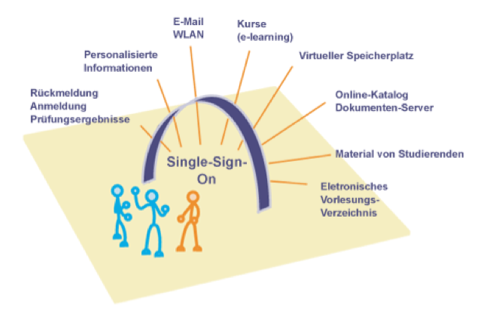 E-Mail
WLAN
Kurse
(e-learning)
Personalisierte
Informationen
Virtueller Speicherplatz
Rückmeldung
Anmeldung
Prüfungsergebnisse
Online-Katalog
Dokumenten-Server
Single-Sign-
On
Material von Studierenden
Eletronisches
Vorlesungs-
Verzeichnis